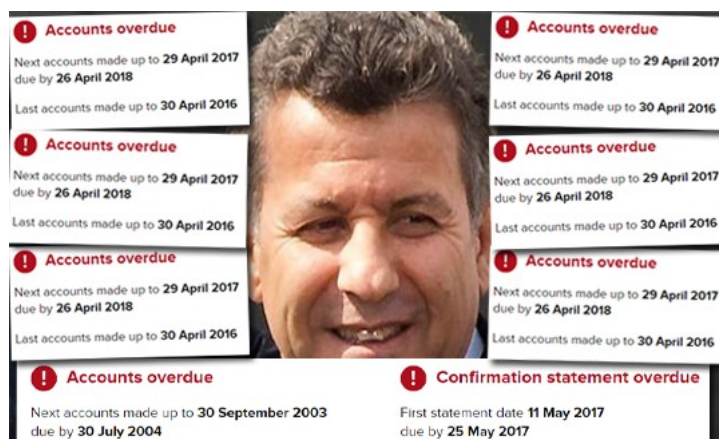 Accounts overdue
Next accounts made up to 29 April 2017
due by 26 April 2018
Last accounts made up to 30 April 2016
Accounts overdue
Next accounts made up to 29 April 2017
due by 26 April 2018
Last accounts made up to 30 April 2016
Accounts overdue
Next accounts made up to 29 April 2017
due by 26 April 2018
Last accounts made up to 30 April 2016
Accounts overdue
Next accounts made up to 29 April 2017
due by 26 April 2018
Last accounts made up to 30 April 2016
Accounts overdue
Next accounts made up to 29 April 2017
due by 26 April 2018
Last accounts made up to 30 April 2016
Accounts overdue
Next accounts made up to 29 April 2017
due by 26 April 2018
Last accounts made up to 30 April 2016
Accounts overdue
Next accounts made up to 30 September 2003
due by 30 July 2004
Confirmation statement overdue
First statement date 11 May 2017
due by 25 May 2017